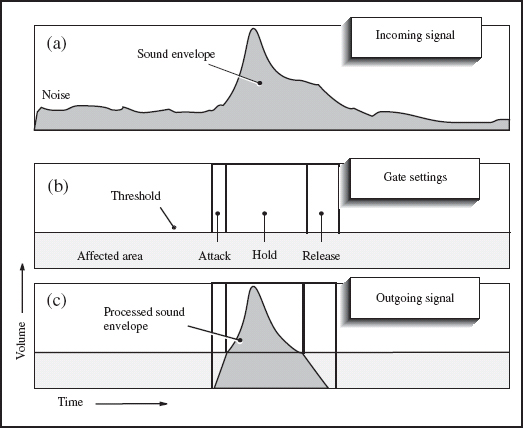 (a)
Incoming signal
Sound envelope
Noise
(b)
Gate settings
Threshold
Affected area
Attack
Hold
Release
(c)
Outgoing signal
Processed sound
envelope
Volume
Time